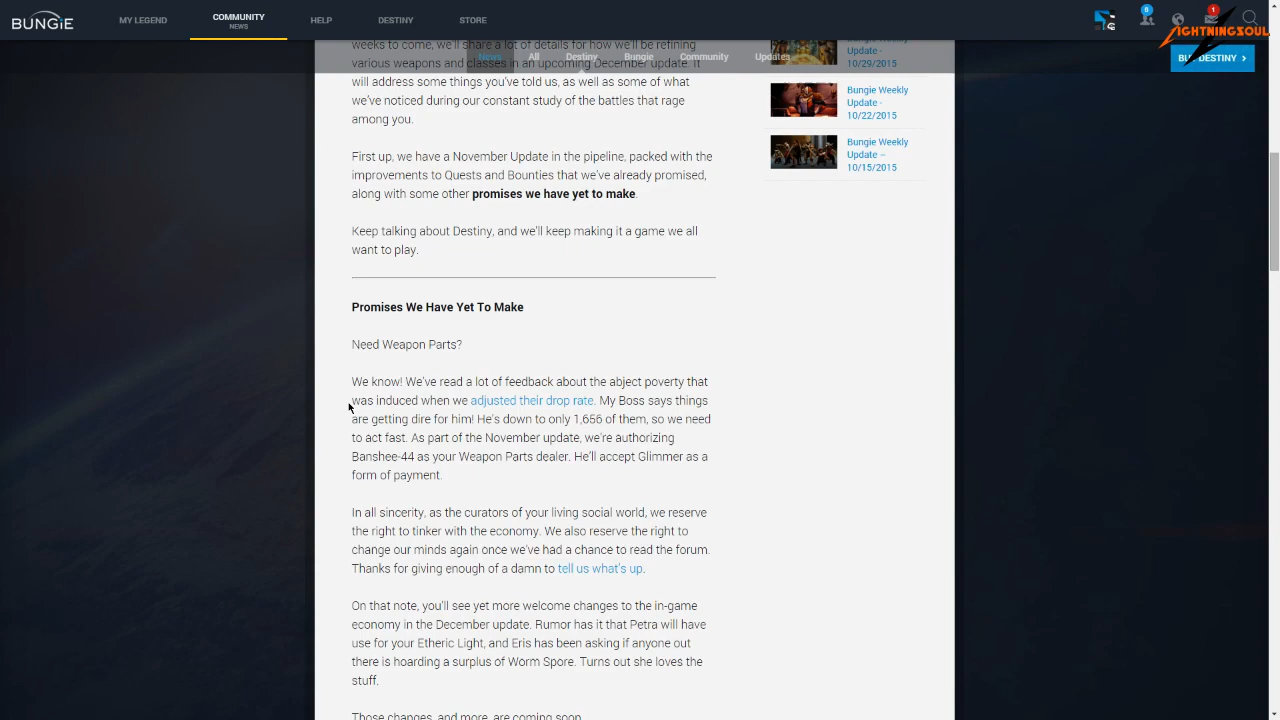 BUNGiE
MY LEGEND
COMMUNITY
NEWS
HELP
DESTINY
STORE
8
1
LIGHTNINGSOUL
News
All
Destiny
Bungie
Community
Updates
DESTINY
weeks to come, we'll share a lot of details for how we'll be refining
various weapons and classes in an upcoming December update. It
will address some things you've told us, as well as some of what
we've noticed during our constant study of the battles that rage
among you.
First up, we have a November Update in the pipeline, packed with the
improvements to Quests and Bounties that we've already promised,
along with some other promises we have yet to make.
Keep talking about Destiny, and we'll keep making it a game we all
want to play.
Promises We Have Yet To Make
Need Weapon Parts?
We know! We've read a lot of feedback about the abject poverty that
was induced when we adjusted their drop rate. My Boss says things
are getting dire for him! He's down to only 1,656 of them, so we need
to act fast. As part of the November update, we're authorizing
Banshee-44 as your Weapon Parts dealer. He'll accept Glimmer as a
form of payment.
In all sincerity, as the curators of your living social world, we reserve
the right to tinker with the economy. We also reserve the right to
change our minds again once we've had a chance to read the forum.
Thanks for giving enough of a damn to tell us what's up.
On that note, you'll see yet more welcome changes to the in-game
economy in the December update. Rumor has it that Petra will have
use for your Etheric Light, and Eris has been asking if anyone out
there is hoarding a surplus of Worm Spore. Turns out she loves the
stuff.
Those changes, and more, are coming soon.
Bungie Weekly
Update -
10/29/2015
Bungie Weekly
Update -
10/22/2015
Bungie Weekly
Update –
10/15/2015